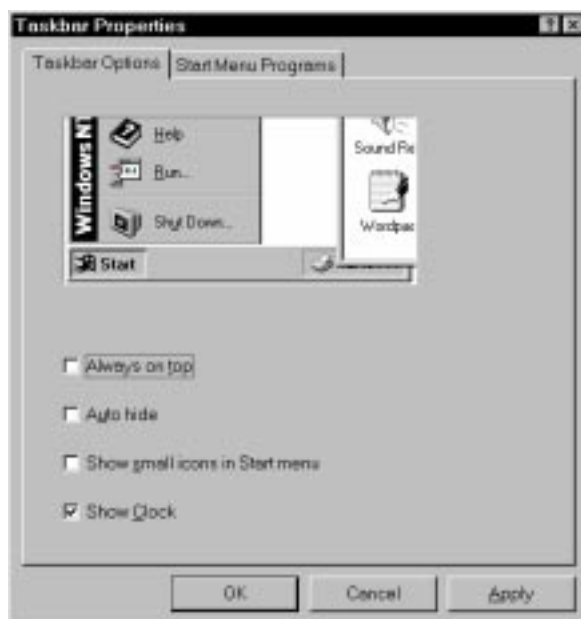 Taskbar Properties
Taskbar Options
Start Menu Programs
Windows NT
Help
Run...
Shut Down...
Start
Sound Re
Wordpad
Always on top
Auto hide
Show small icons in Start menu
Show Clock
OK
Cancel
Apply